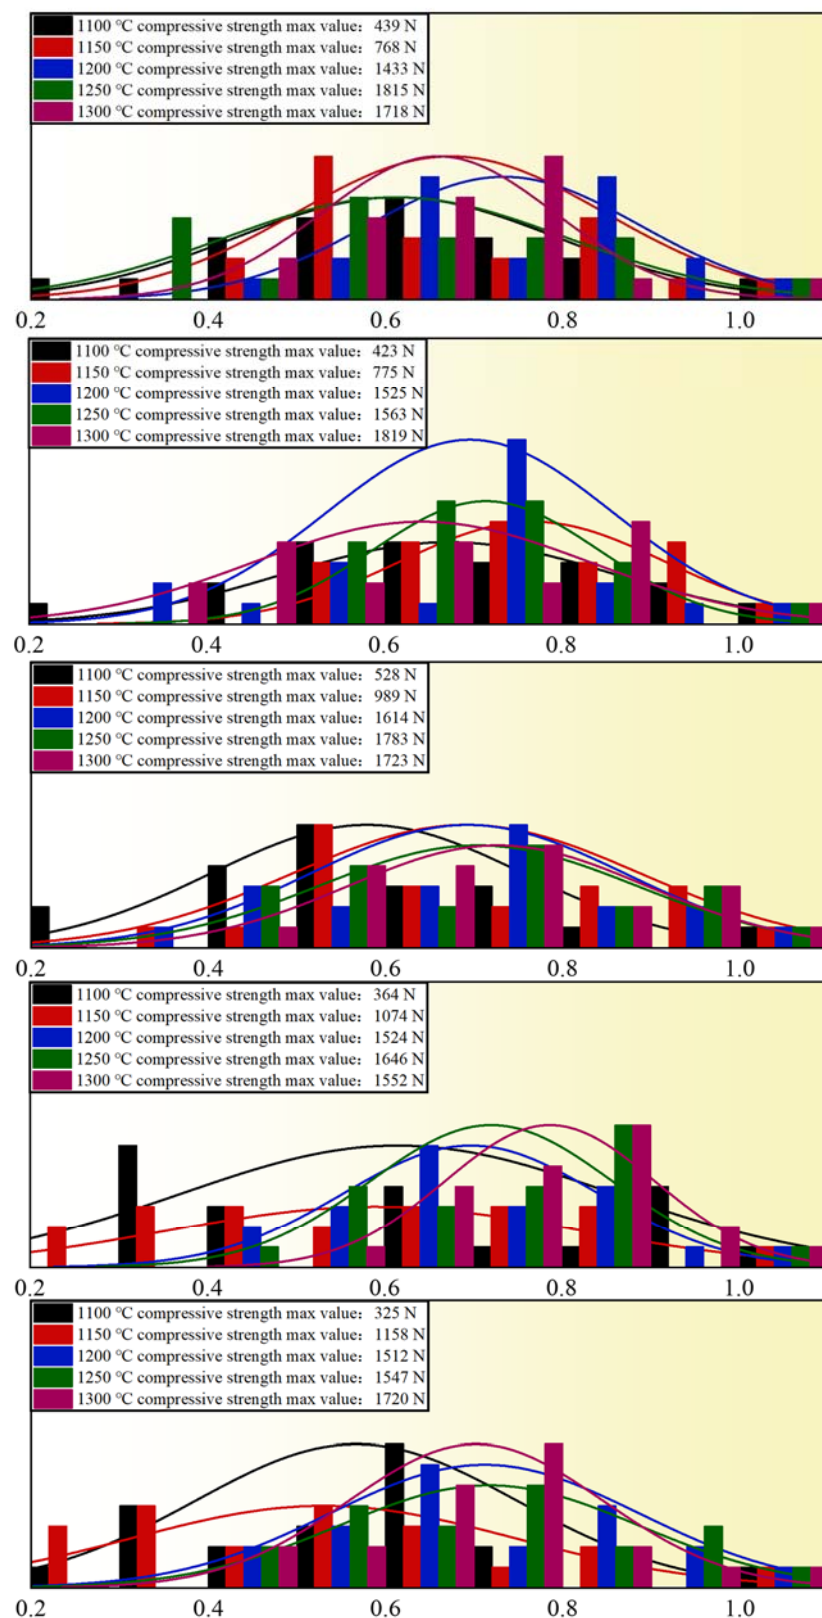 1100 °C compressive strength max value： 439 N
1150 °C compressive strength max value： 768 N
1200 °C compressive strength max value： 1433 N
1250 °C compressive strength max value： 1815 N
1300 °C compressive strength max value： 1718 N
0.2 0.4 0.6 0.8 1.0
1100 °C compressive strength max value： 423 N
1150 °C compressive strength max value： 775 N
1200 °C compressive strength max value： 1525 N
1250 °C compressive strength max value： 1563 N
1300 °C compressive strength max value： 1819 N
0.2 0.4 0.6 0.8 1.0
1100 °C compressive strength max value： 528 N
1150 °C compressive strength max value： 989 N
1200 °C compressive strength max value： 1614 N
1250 °C compressive strength max value： 1783 N
1300 °C compressive strength max value： 1723 N
0.2 0.4 0.6 0.8 1.0
1100 °C compressive strength max value： 364 N
1150 °C compressive strength max value： 1074 N
1200 °C compressive strength max value： 1524 N
1250 °C compressive strength max value： 1646 N
1300 °C compressive strength max value： 1552 N
0.2 0.4 0.6 0.8 1.0
1100 °C compressive strength max value： 325 N
1150 °C compressive strength max value： 1158 N
1200 °C compressive strength max value： 1512 N
1250 °C compressive strength max value： 1547 N
1300 °C compressive strength max value： 1720 N
0.2 0.4 0.6 0.8 1.0